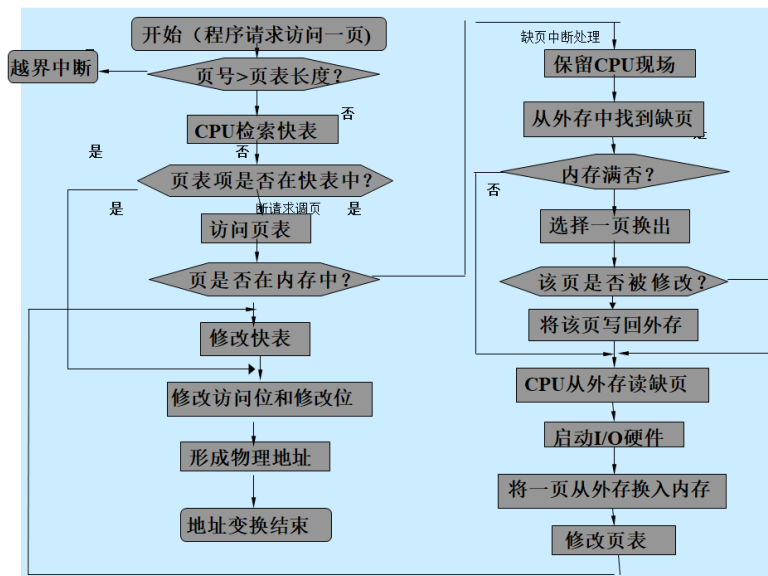 开始（程序请求访问一页)
越界中断
页号>页表长度？
否
CPU检索快表
是
否
页表项是否在快表中？
是
断请求调页
是
访问页表
页是否在内存中？
修改快表
修改访问位和修改位
形成物理地址
地址变换结束
缺页中断处理
保留CPU现场
从外存中找到缺页
内存满否？
否
选择一页换出
该页是否被修改？
将该页写回外存
CPU从外存读缺页
启动I/O硬件
将一页从外存换入内存
修改页表